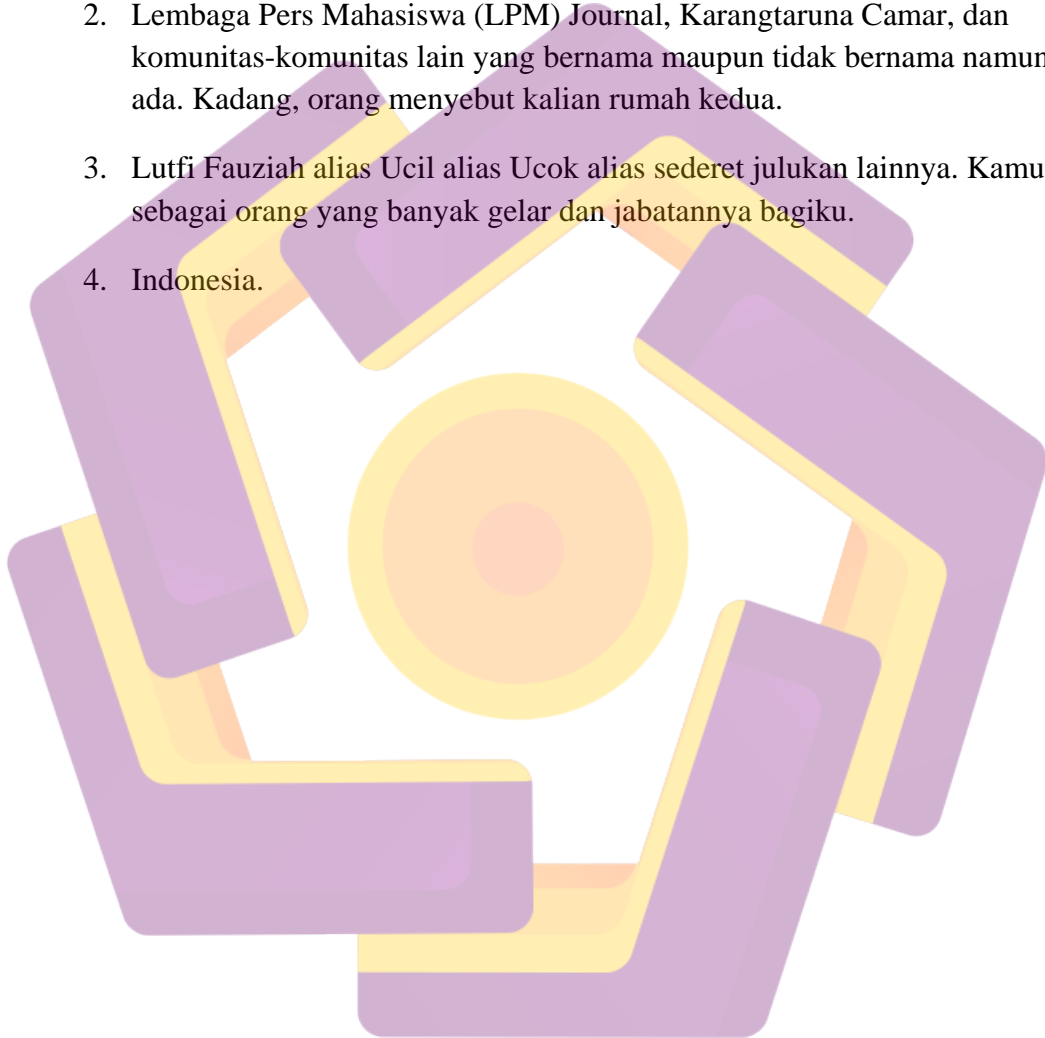 2. Lembaga Pers Mahasiswa (LPM) Journal, Karangtaruna Camar, dan
komunitas-komunitas lain yang bernama maupun tidak bernama namun
ada. Kadang, orang menyebut kalian rumah kedua.
3. Lutfi Fauziah alias Ucil alias Ucok alias sederet julukan lainnya. Kamu
sebagai orang yang banyak gelar dan jabatannya bagiku.
4. Indonesia.